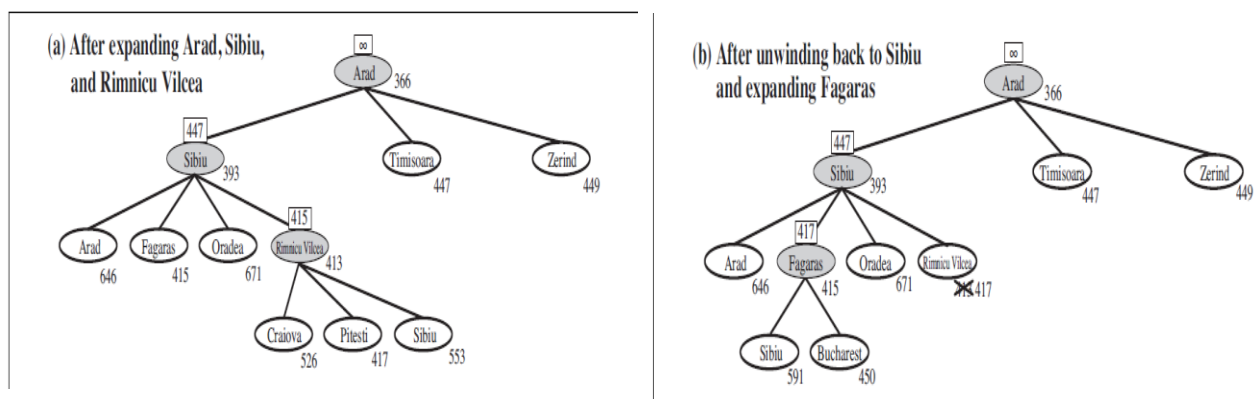 (a) After expanding Arad, Sibiu,
and Rimnicu Vilcea
∞
Arad
366
447
Sibiu
393
Timisoara
447
Zerind
449
Arad
646
Fagaras
415
Oradea
671
415
Rimnicu Vilcea
413
Craiova
526
Pitesti
417
Sibiu
553
(b) After unwinding back to Sibiu
and expanding Fagaras
∞
Arad
366
447
Sibiu
393
Timisoara
447
Zerind
449
Arad
646
417
Fagaras
415
Oradea
671
Rimnicu Vilcea
417
Sibiu
591
Bucharest
450